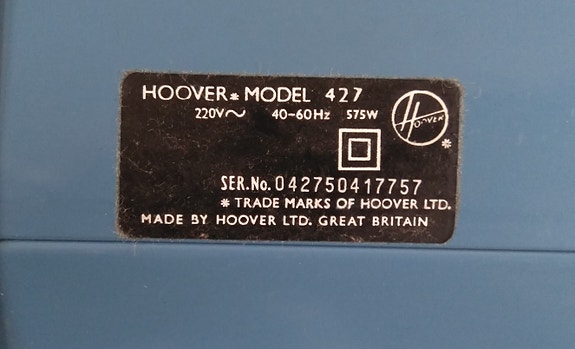 HOOVER * MODEL 427
220V~ 40-60Hz 575W
HOOVER
*
SER.No. 042750417757
* TRADE MARKS OF HOOVER LTD.
MADE BY HOOVER LTD. GREAT BRITAIN